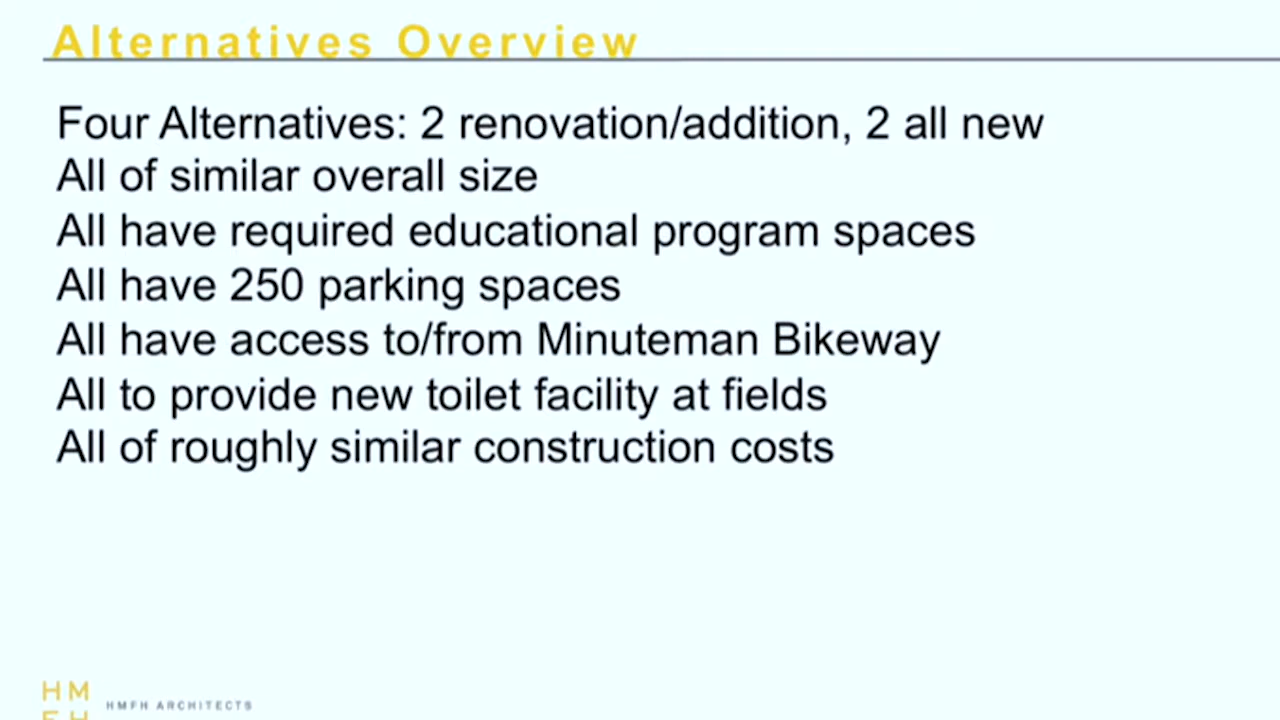 Alternatives Overview
Four Alternatives: 2 renovation/addition, 2 all new
All of similar overall size
All have required educational program spaces
All have 250 parking spaces
All have access to/from Minuteman Bikeway
All to provide new toilet facility at fields
All of roughly similar construction costs
H M
F H
HMFH ARCHITECTS